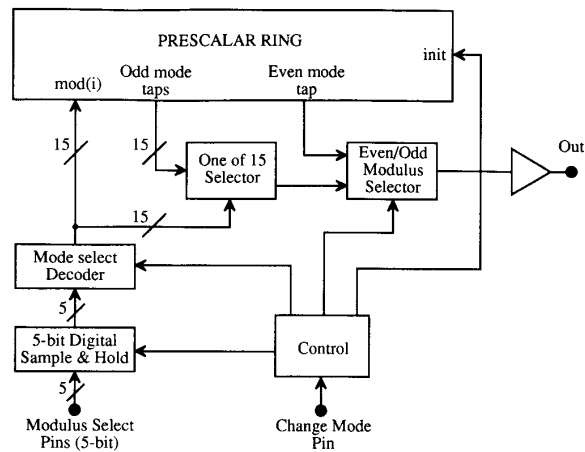 PRESCALAR RING
mod(i)
Odd mode
taps
Even mode
tap
init
15
15
One of 15
Selector
Even/Odd
Modulus
Selector
Out
15
Mode select
Decoder
5
5-bit Digital
Sample & Hold
Control
5
Modulus Select
Pins (5-bit)
Change Mode
Pin